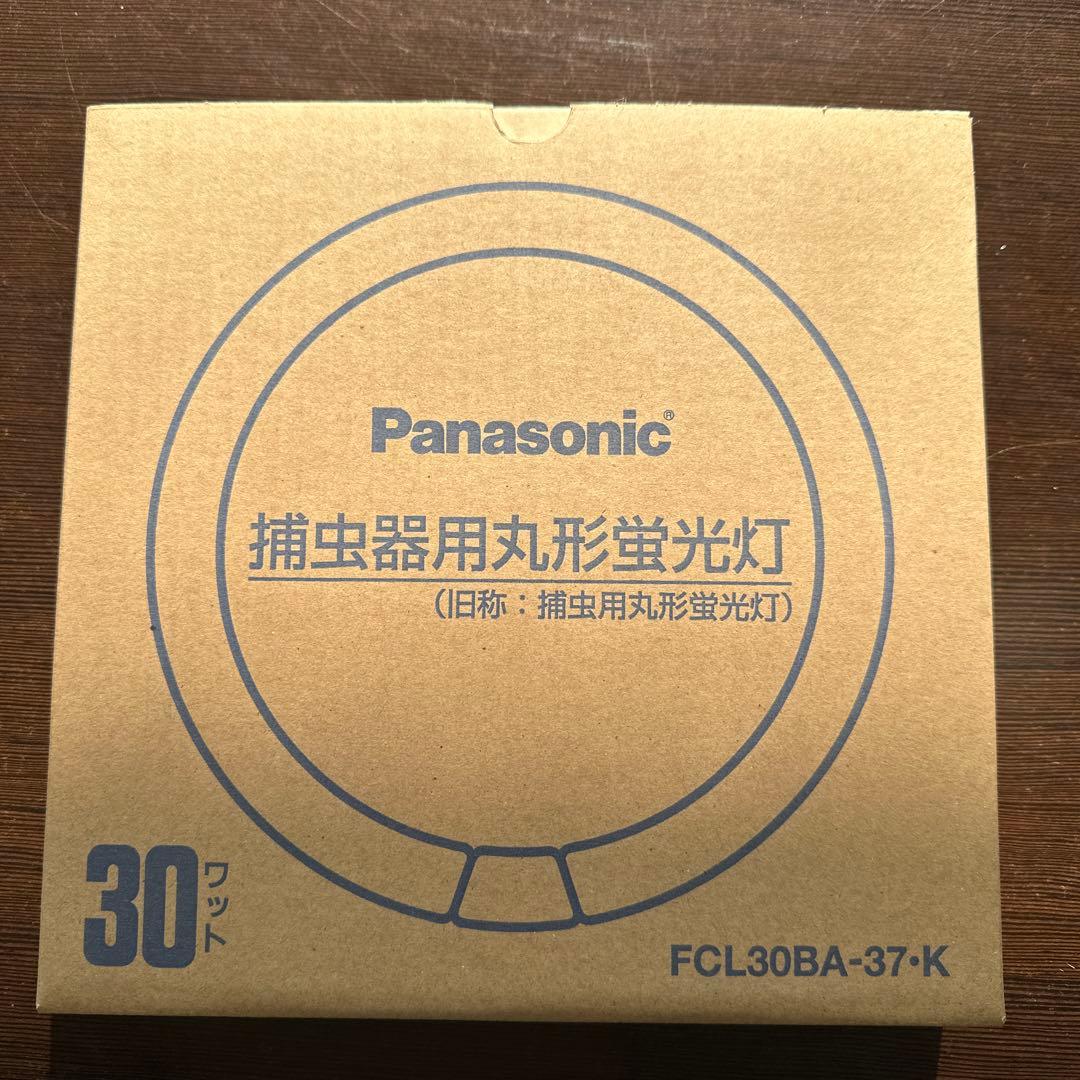 Panasonic®
捕虫器用丸形蛍光灯
（旧称：捕虫用丸形蛍光灯）
30ワット
FCL30BA-37・K